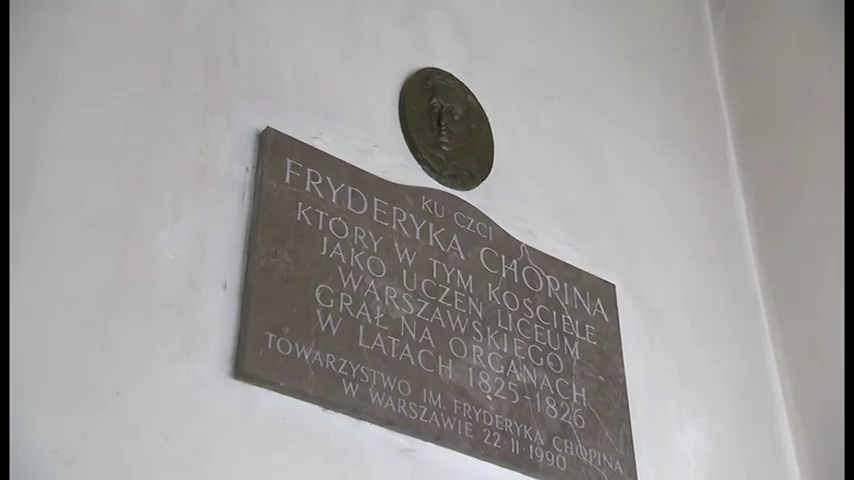 KU CZCI
FRYDERYKA CHOPINA
KTÓRY W TYM KOŚCIELE
JAKO UCZEŃ LICEUM
WARSZAWSKIEGO
GRAŁ NA ORGANACH
W LATACH 1825-1826
TOWARZYSTWO IM. FRYDERYKA CHOPINA
W WARSZAWIE 22·II·1990